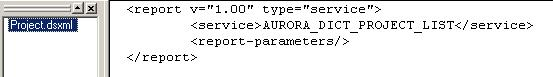 Project.dsxml
<report v="1.00" type="service">
<service>AURORA_DICT_PROJECT_LIST</service>
<report-parameters/>
</report>